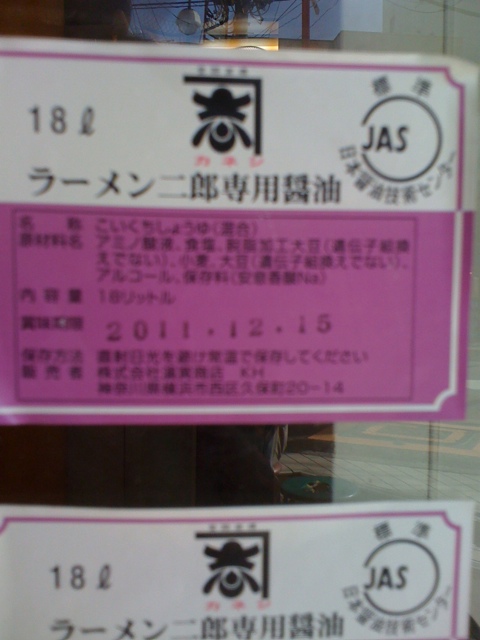 18ℓ
カネシ
標準
JAS
日本醤油技術センター
ラーメン二郎専用醬油
名称 こいくちしょうゆ(混合)
原材料名 アミノ酸液、食塩、脱脂加工大豆(遺伝子組換
えでない)、小麦、大豆(遺伝子組換えでない)、
アルコール、保存料(安息香酸Na)
内容量 18リットル
賞味期限 2011.12.15
保存方法 直射日光を避け常温で保存してください
販売者 株式会社 KH
神奈川県横浜市西区久保町20-14
18ℓ
カネシ
標準
JAS
日本醤油技術センター
ラーメン二郎専用醬油